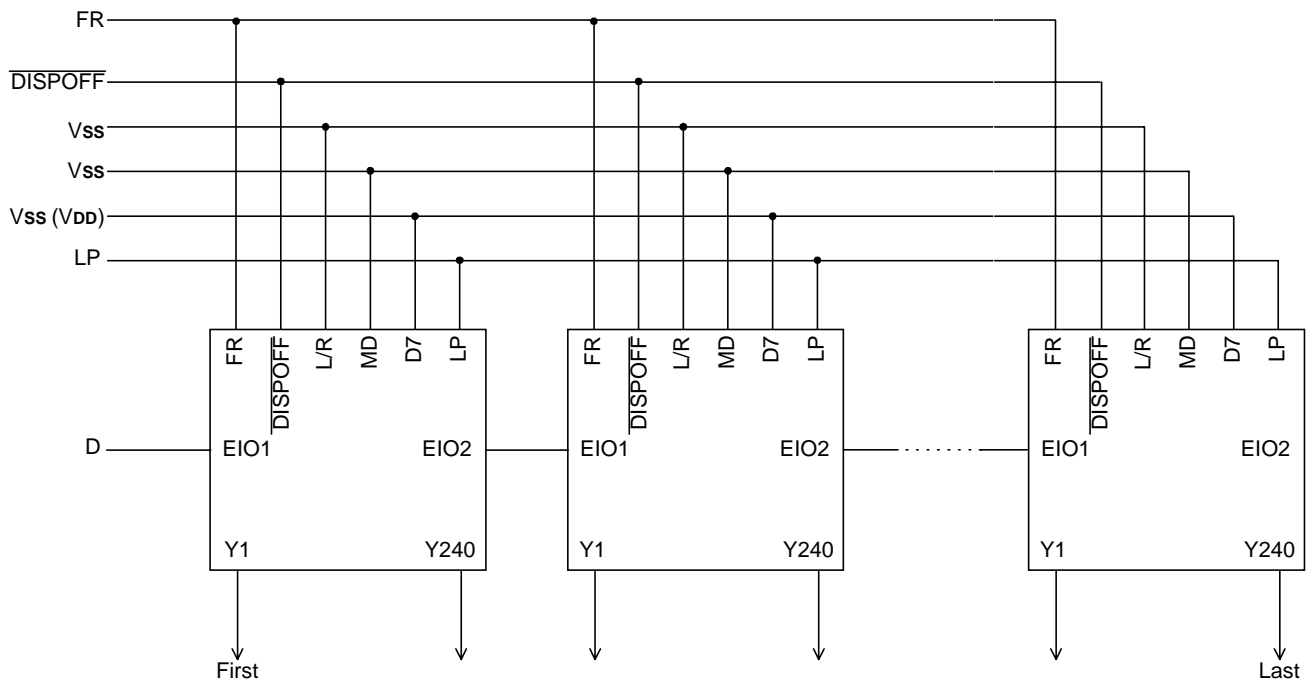 FR
DISPOFF
Vss
Vss
Vss (VDD)
LP
FR DISPOFF L/R MD D7 LP
FR DISPOFF L/R MD D7 LP
FR DISPOFF L/R MD D7 LP
D
EIO1 EIO2
EIO1 EIO2
EIO1 EIO2
Y1 Y240
Y1 Y240
Y1 Y240
First
Last